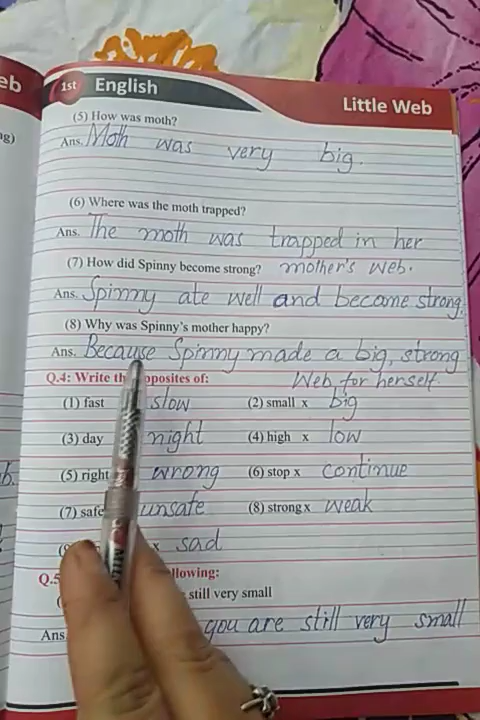 eb
1st English
Little Web
(5) How was moth?
Ans. Moth was very big.
(6) Where was the moth trapped?
Ans. The moth was trapped in her
(7) How did Spinny become strong? mother's web.
Ans. Spinny ate well and became strong.
(8) Why was Spinny's mother happy?
Ans. Because Spinny made a big, strong
Web for herself.
Q.4: Write th opposites of:
(1) fast slow (2) small x big
(3) day night (4) high x low
(5) right wrong (6) stop x continue
(7) safe unsafe (8) strong x weak
x sad
Q.5 llowing:
still very small
Ans. you are still very small